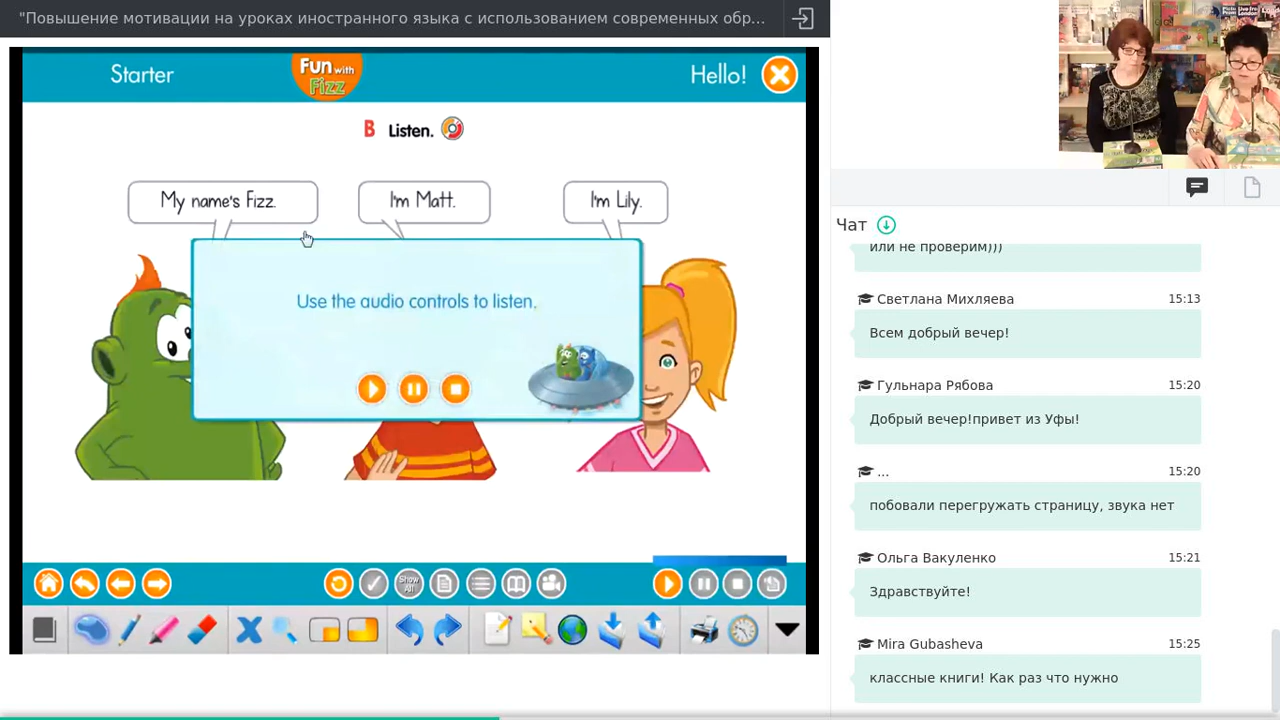 "Повышение мотивации на уроках иностранного языка с использованием современных обр...
Starter
Fun with
Fizz
Hello!
B Listen.
My name's Fizz.
I'm Matt.
I'm Lily.
Use the audio controls to listen.
Show
All
Чат
или не проверим)))
Светлана Михляева 15:13
Всем добрый вечер!
Гульнара Рябова 15:20
Добрый вечер!привет из Уфы!
... 15:20
побовали перегружать страницу, звука нет
Ольга Вакуленко 15:21
Здравствуйте!
Mira Gubasheva 15:25
классные книги! Как раз что нужно